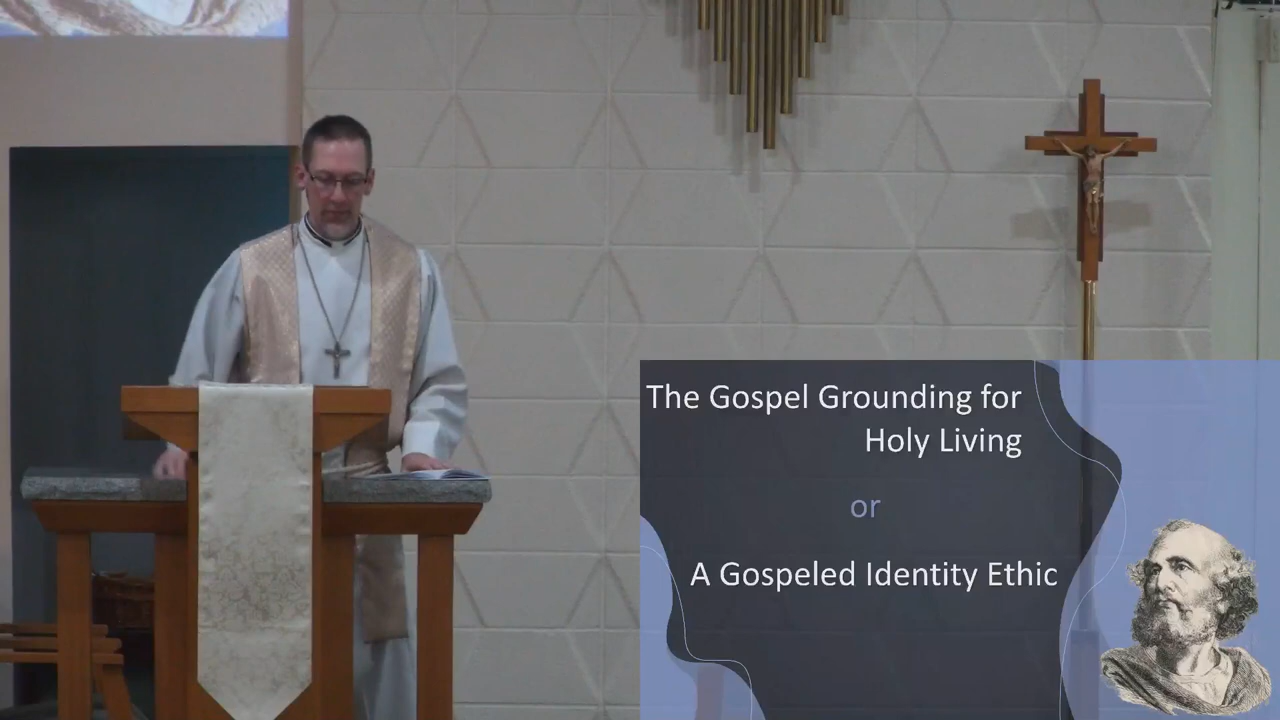 The Gospel Grounding for
Holy Living
or
A Gospeled Identity Ethic